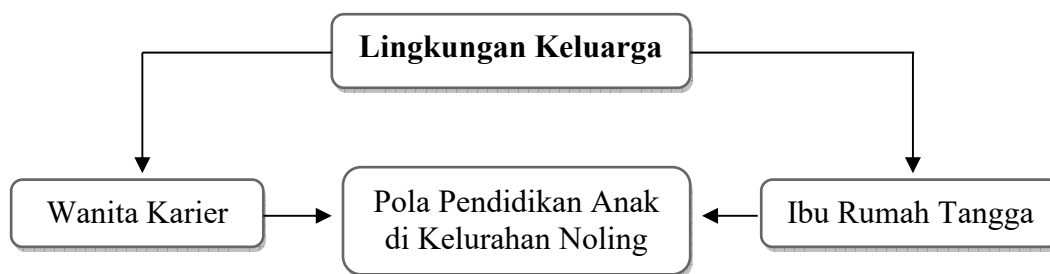 Lingkungan Keluarga
Wanita Karier
Pola Pendidikan Anak
di Kelurahan Noling
Ibu Rumah Tangga